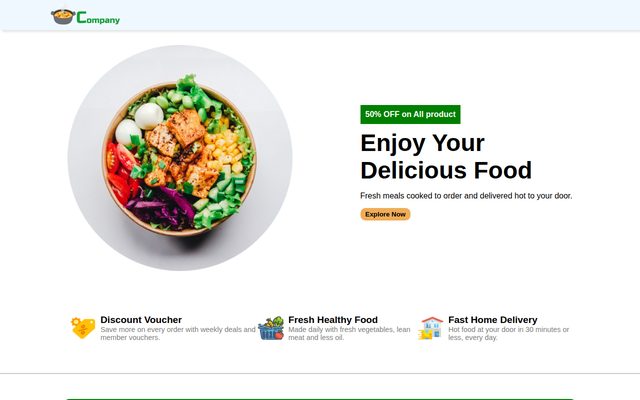 Company
50% OFF on All product
Enjoy Your
Delicious Food
Fresh meals cooked to order and delivered hot to your door.
Explore Now
Discount Voucher
Save more on every order with weekly deals and
member vouchers.
Fresh Healthy Food
Made daily with fresh vegetables, lean
meat and less oil.
Fast Home Delivery
Hot food at your door in 30 minutes or
less, every day.